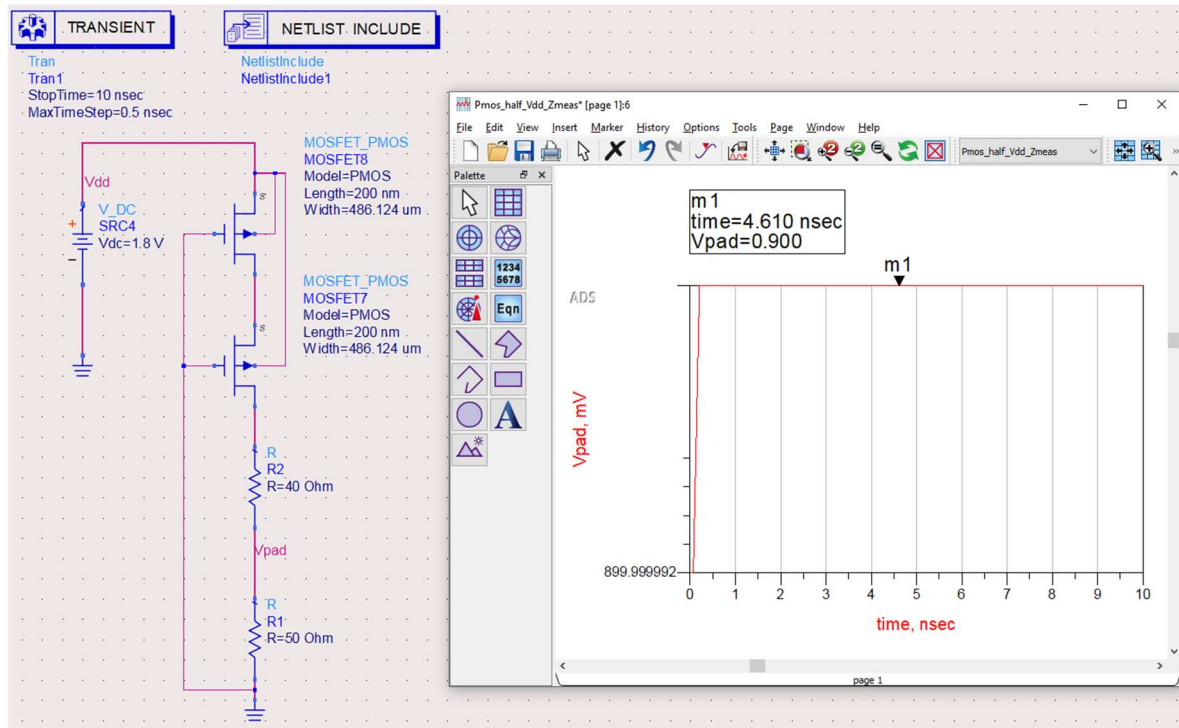 TRANSIENT
NETLIST INCLUDE
Tran
Tran1
StopTime=10 nsec
MaxTimeStep=0.5 nsec
NetlistInclude
NetlistInclude1
Vdd
V_DC
SRC4
Vdc=1.8 V
+
−
MOSFET_PMOS
MOSFET8
Model=PMOS
Length=200 nm
Width=486.124 um
S
MOSFET_PMOS
MOSFET7
Model=PMOS
Length=200 nm
Width=486.124 um
S
R
R2
R=40 Ohm
Vpad
R
R1
R=50 Ohm
Pmos_half_Vdd_Zmeas* [page 1]:6
File Edit View Insert Marker History Options Tools Page Window Help
Pmos_half_Vdd_Zmeas
Palette
1234
5678
Eqn
A
m1
time=4.610 nsec
Vpad=0.900
m1
ADS
Vpad, mV
899.999992
0 1 2 3 4 5 6 7 8 9 10
time, nsec
page 1